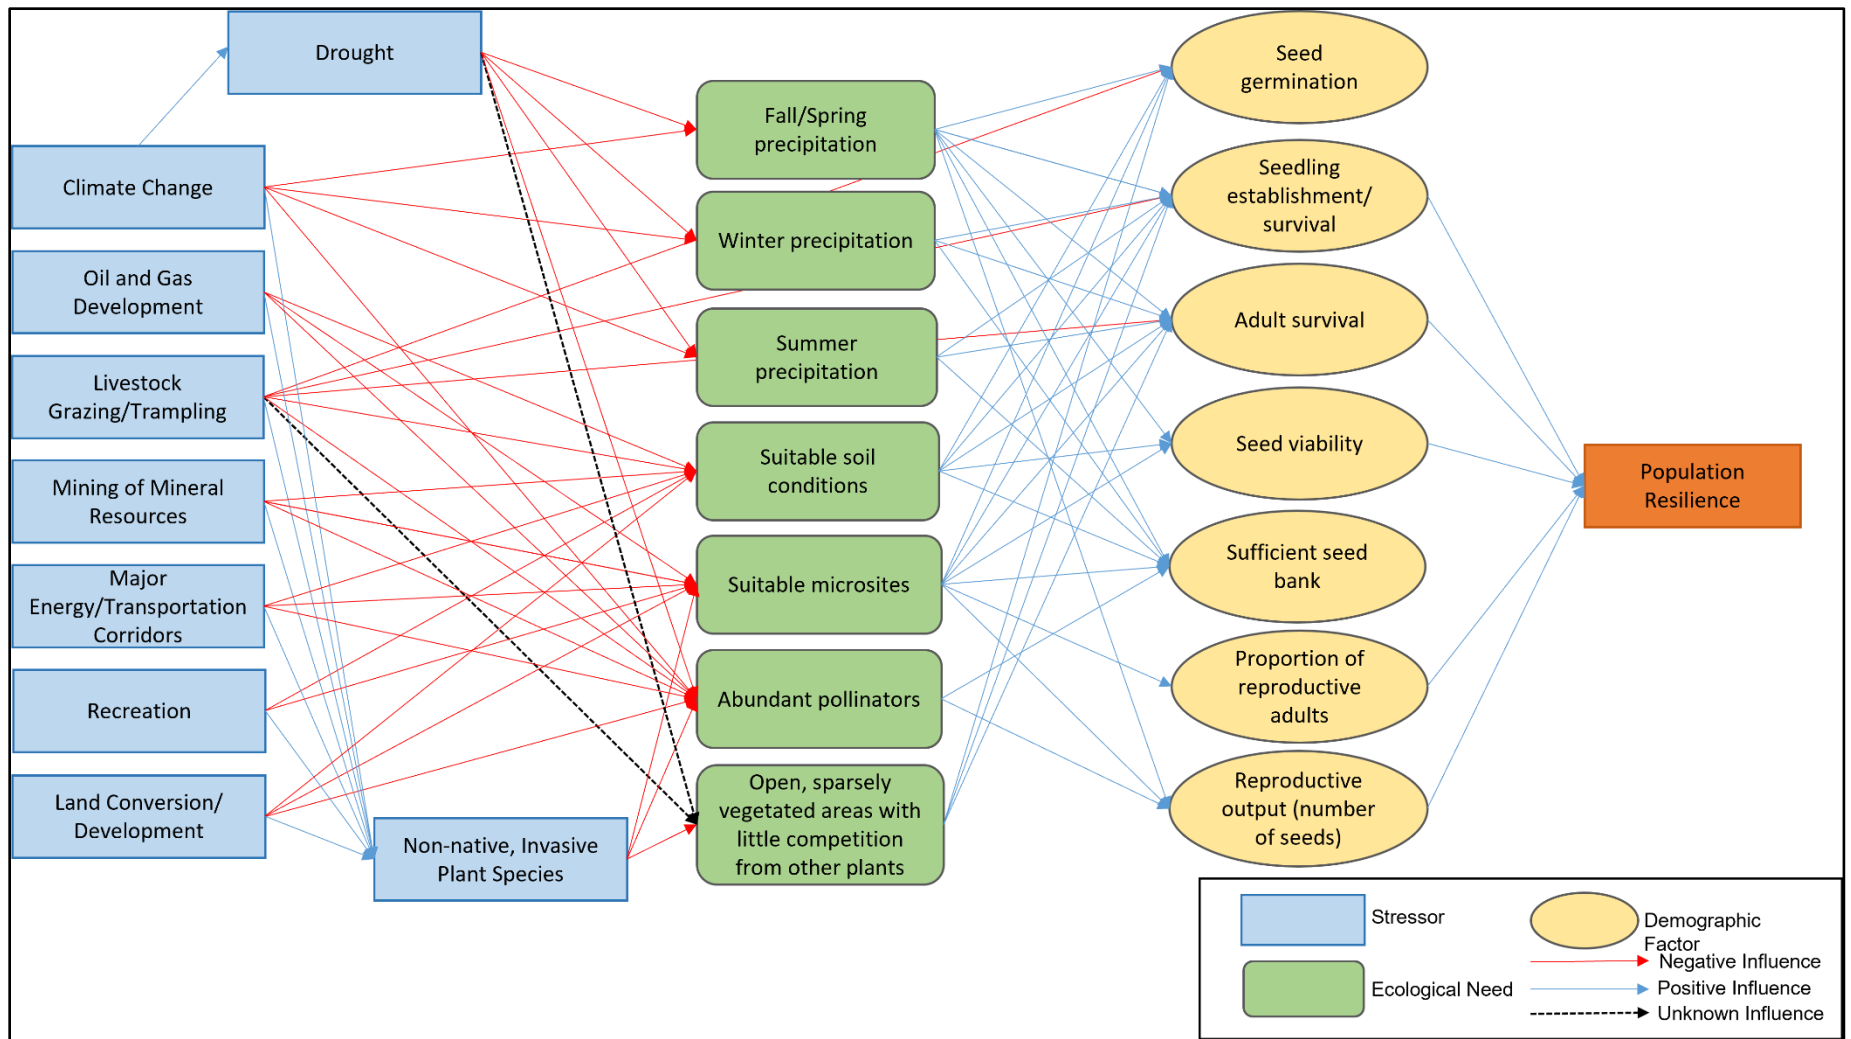 Drought
Climate Change
Oil and Gas
Development
Livestock
Grazing/Trampling
Mining of Mineral
Resources
Major
Energy/Transportation
Corridors
Recreation
Land Conversion/
Development
Non-native, Invasive
Plant Species
Fall/Spring
precipitation
Winter precipitation
Summer
precipitation
Suitable soil
conditions
Suitable microsites
Abundant pollinators
Open, sparsely
vegetated areas with
little competition
from other plants
Seed
germination
Seedling
establishment/
survival
Adult survival
Seed viability
Sufficient seed
bank
Proportion of
reproductive
adults
Reproductive
output (number
of seeds)
Population
Resilience
Stressor
Ecological Need
Demographic
Factor
Negative Influence
Positive Influence
Unknown Influence